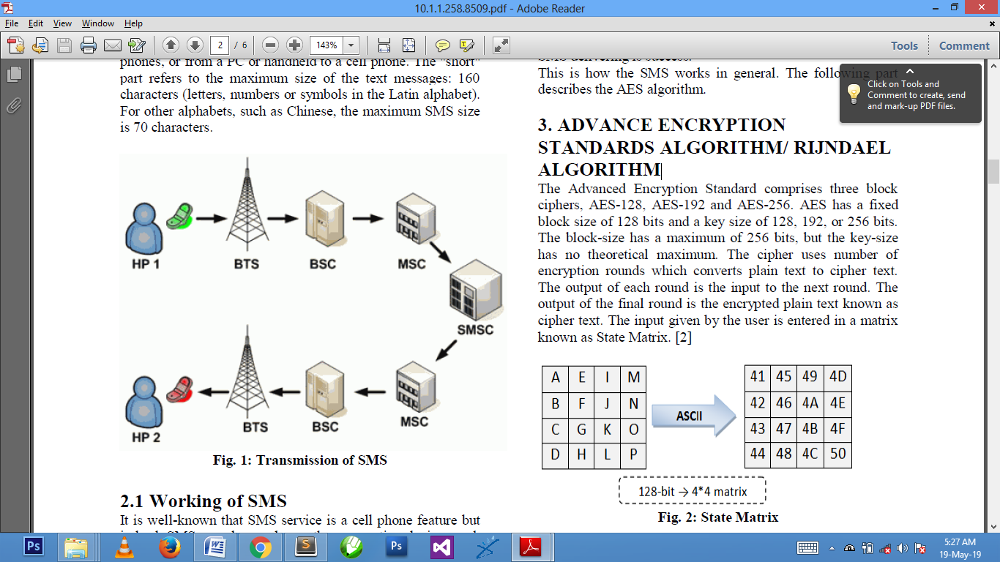 10.1.1.258.8509.pdf - Adobe Reader
File Edit View Window Help
2 / 6 143% Tools Comment
phones, or from a PC or handheld to a cell phone. The "short"
part refers to the maximum size of the text messages: 160
characters (letters, numbers or symbols in the Latin alphabet).
For other alphabets, such as Chinese, the maximum SMS size
is 70 characters.
HP 1 BTS BSC MSC
SMSC
HP 2 BTS BSC MSC
Fig. 1: Transmission of SMS
2.1 Working of SMS
It is well-known that SMS service is a cell phone feature but
SMS delivering is success.
This is how the SMS works in general. The following part
describes the AES algorithm.
3. ADVANCE ENCRYPTION
STANDARDS ALGORITHM/ RIJNDAEL
ALGORITHM
The Advanced Encryption Standard comprises three block
ciphers, AES-128, AES-192 and AES-256. AES has a fixed
block size of 128 bits and a key size of 128, 192, or 256 bits.
The block-size has a maximum of 256 bits, but the key-size
has no theoretical maximum. The cipher uses number of
encryption rounds which converts plain text to cipher text.
The output of each round is the input to the next round. The
output of the final round is the encrypted plain text known as
cipher text. The input given by the user is entered in a matrix
known as State Matrix. [2]
A E I M
B F J N
C G K O
D H L P
ASCII
41 45 49 4D
42 46 4A 4E
43 47 4B 4F
44 48 4C 50
128-bit → 4*4 matrix
Fig. 2: State Matrix
Click on Tools and
Comment to create, send
and mark-up PDF files.
Ps W S Ps
5:27 AM
19-May-19